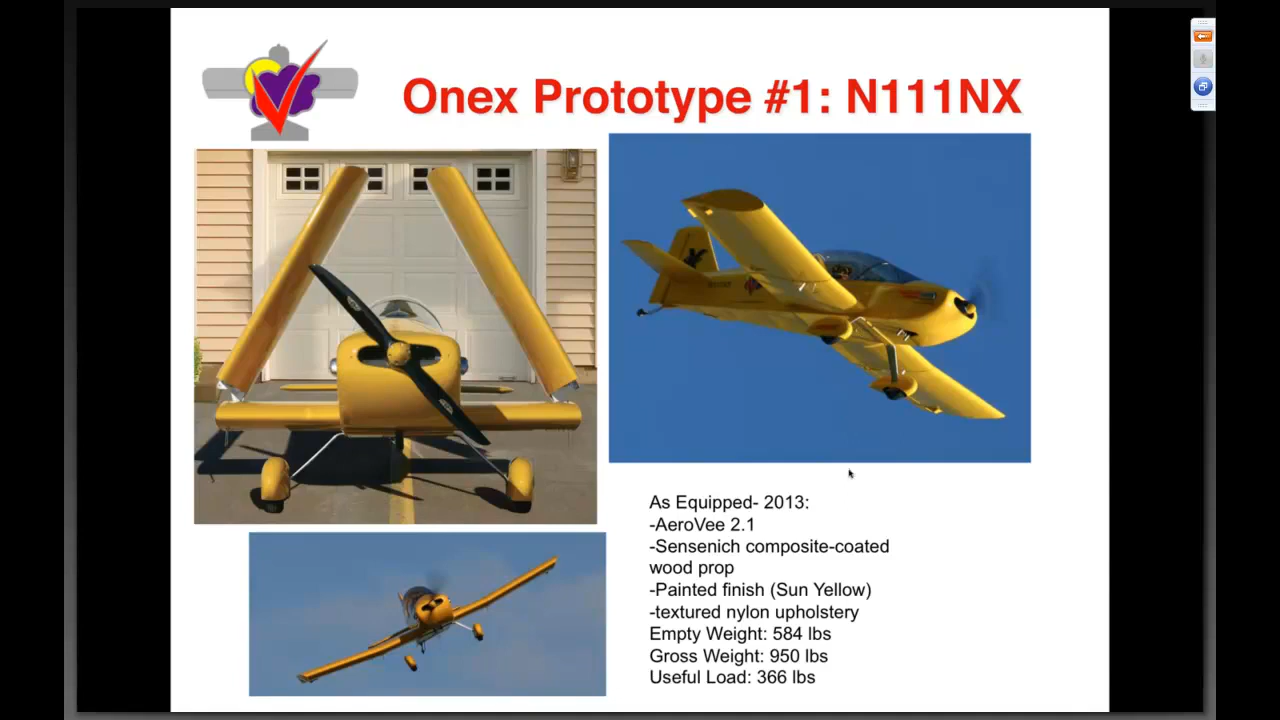 Onex Prototype #1: N111NX
As Equipped- 2013:
-AeroVee 2.1
-Sensenich composite-coated
wood prop
-Painted finish (Sun Yellow)
-textured nylon upholstery
Empty Weight: 584 lbs
Gross Weight: 950 lbs
Useful Load: 366 lbs